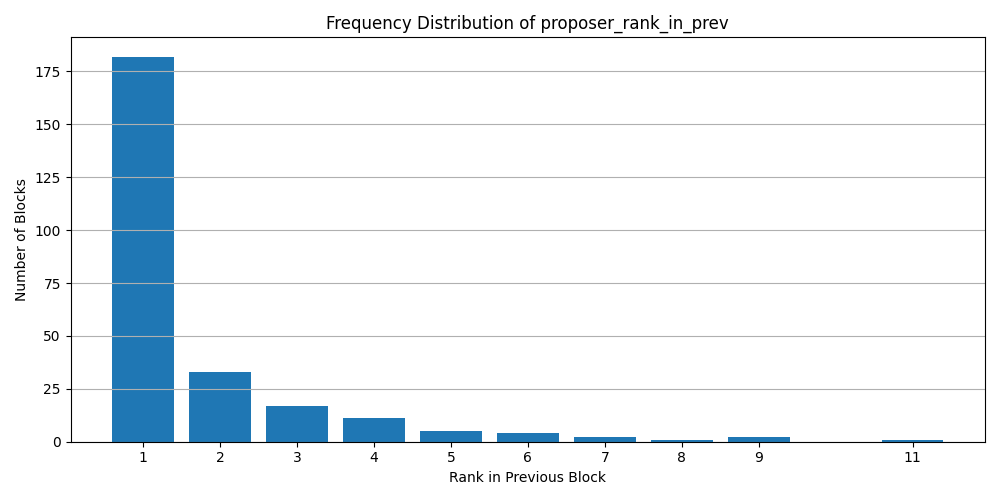 Frequency Distribution of proposer_rank_in_prev
Number of Blocks
175
150
125
100
75
50
25
0
1 2 3 4 5 6 7 8 9 11
Rank in Previous Block